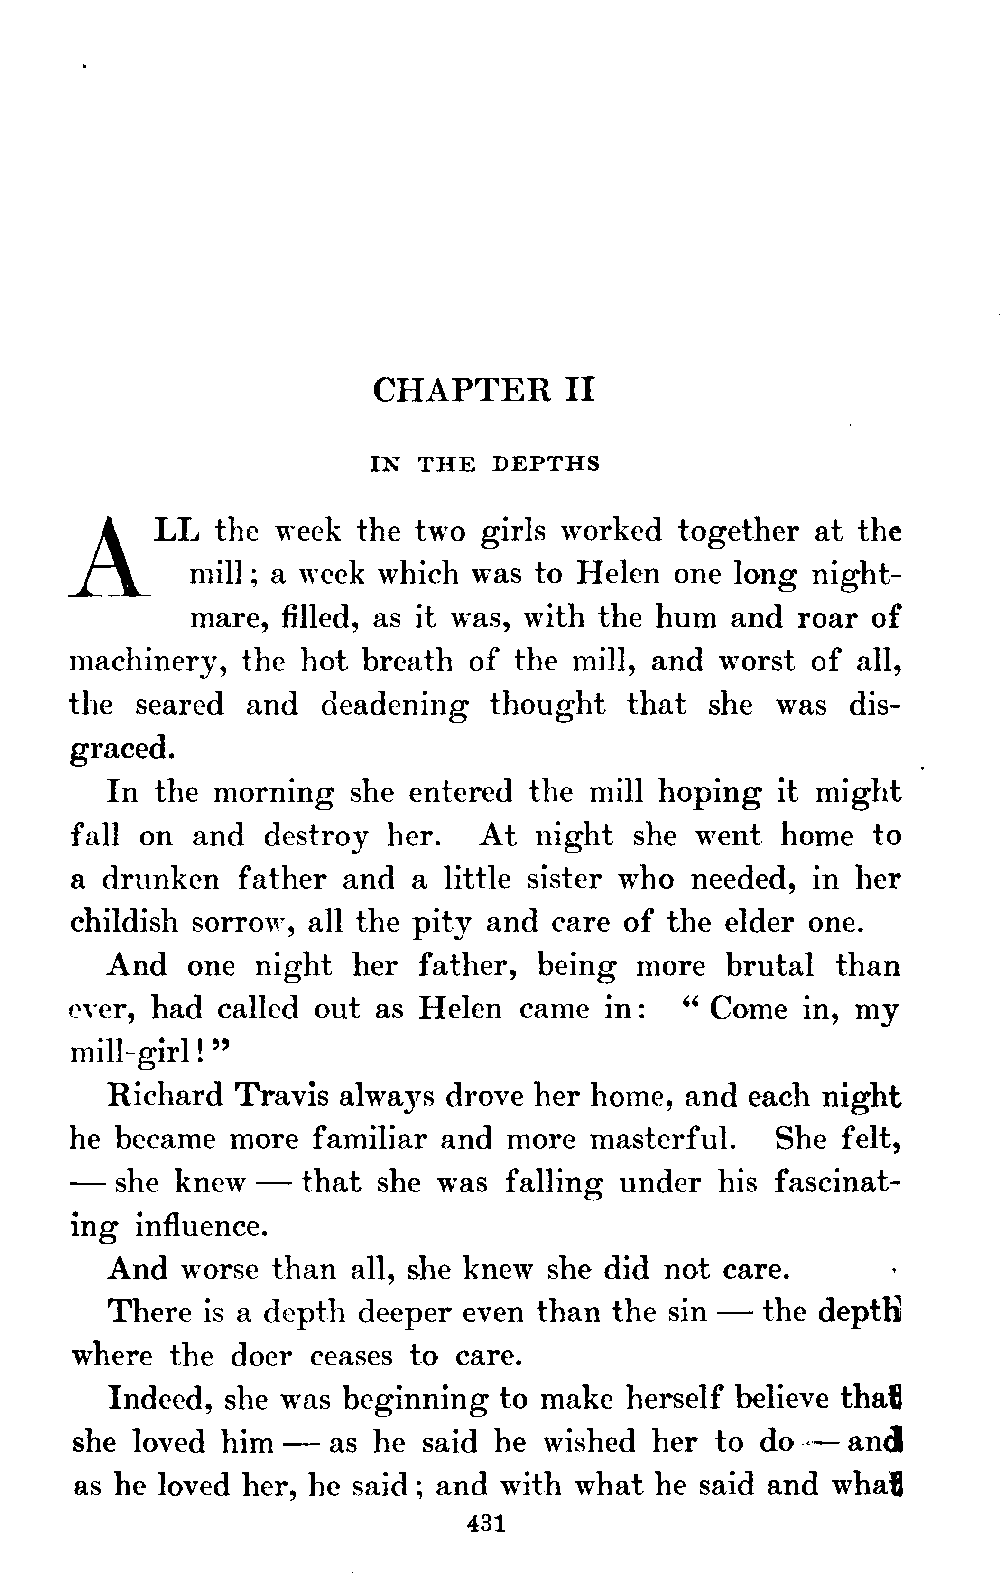 CHAPTER II
IN THE DEPTHS
ALL the week the two girls worked together at the
mill; a week which was to Helen one long night-
mare, filled, as it was, with the hum and roar of
machinery, the hot breath of the mill, and worst of all,
the seared and deadening thought that she was dis-
graced.
In the morning she entered the mill hoping it might
fall on and destroy her. At night she went home to
a drunken father and a little sister who needed, in her
childish sorrow, all the pity and care of the elder one.
And one night her father, being more brutal than
ever, had called out as Helen came in: “Come in, my
mill-girl!”
Richard Travis always drove her home, and each night
he became more familiar and more masterful. She felt,
— she knew — that she was falling under his fascinat-
ing influence.
And worse than all, she knew she did not care.
There is a depth deeper even than the sin — the depth
where the doer ceases to care.
Indeed, she was beginning to make herself believe that
she loved him — as he said he wished her to do — and
as he loved her, he said; and with what he said and what
431